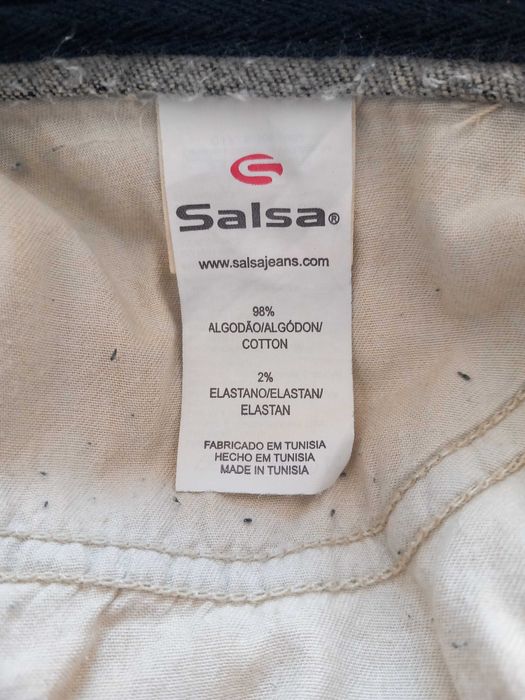 Salsa®
www.salsajeans.com
98%
ALGODÃO/ALGÓDON/
COTTON
2%
ELASTANO/ELASTAN/
ELASTAN
FABRICADO EM TUNISIA
HECHO EM TUNISIA
MADE IN TUNISIA